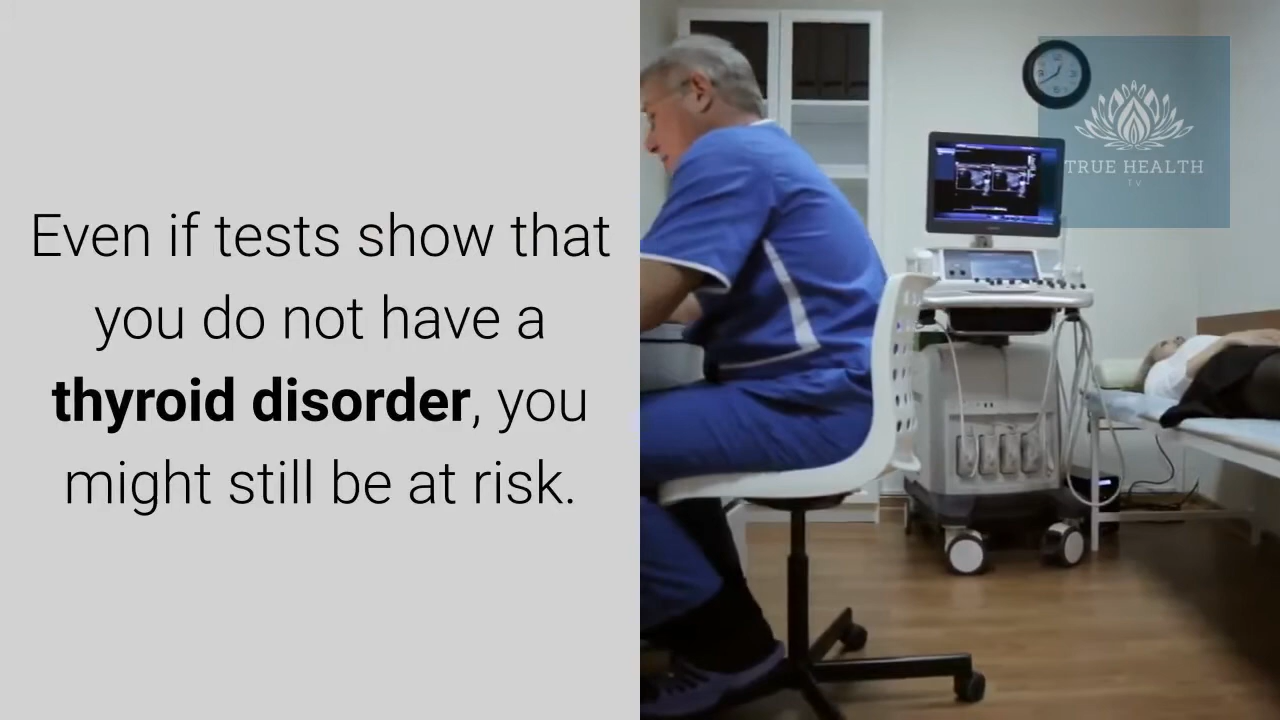 Even if tests show that
you do not have a
thyroid disorder, you
might still be at risk.
TRUE HEALTH
TV